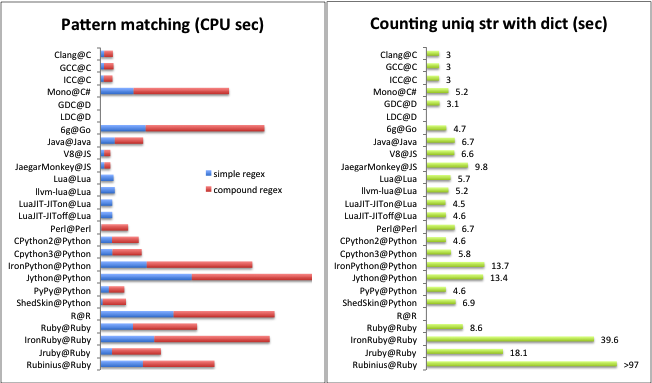 Pattern matching (CPU sec)
Clang@C
GCC@C
ICC@C
Mono@C#
GDC@D
LDC@D
6g@Go
Java@Java
V8@JS
JaegarMonkey@JS
Lua@Lua
llvm-lua@Lua
LuaJIT-JITon@Lua
LuaJIT-JIToff@Lua
Perl@Perl
CPython2@Python
Cpython3@Python
IronPython@Python
Jython@Python
PyPy@Python
ShedSkin@Python
R@R
Ruby@Ruby
IronRuby@Ruby
Jruby@Ruby
Rubinius@Ruby
simple regex
compound regex
Counting uniq str with dict (sec)
Clang@C 3
GCC@C 3
ICC@C 3
Mono@C# 5.2
GDC@D 3.1
LDC@D
6g@Go 4.7
Java@Java 6.7
V8@JS 6.6
JaegarMonkey@JS 9.8
Lua@Lua 5.7
llvm-lua@Lua 5.2
LuaJIT-JITon@Lua 4.5
LuaJIT-JIToff@Lua 4.6
Perl@Perl 6.7
CPython2@Python 4.6
Cpython3@Python 5.8
IronPython@Python 13.7
Jython@Python 13.4
PyPy@Python 4.6
ShedSkin@Python 6.9
R@R
Ruby@Ruby 8.6
IronRuby@Ruby 39.6
Jruby@Ruby 18.1
Rubinius@Ruby >97